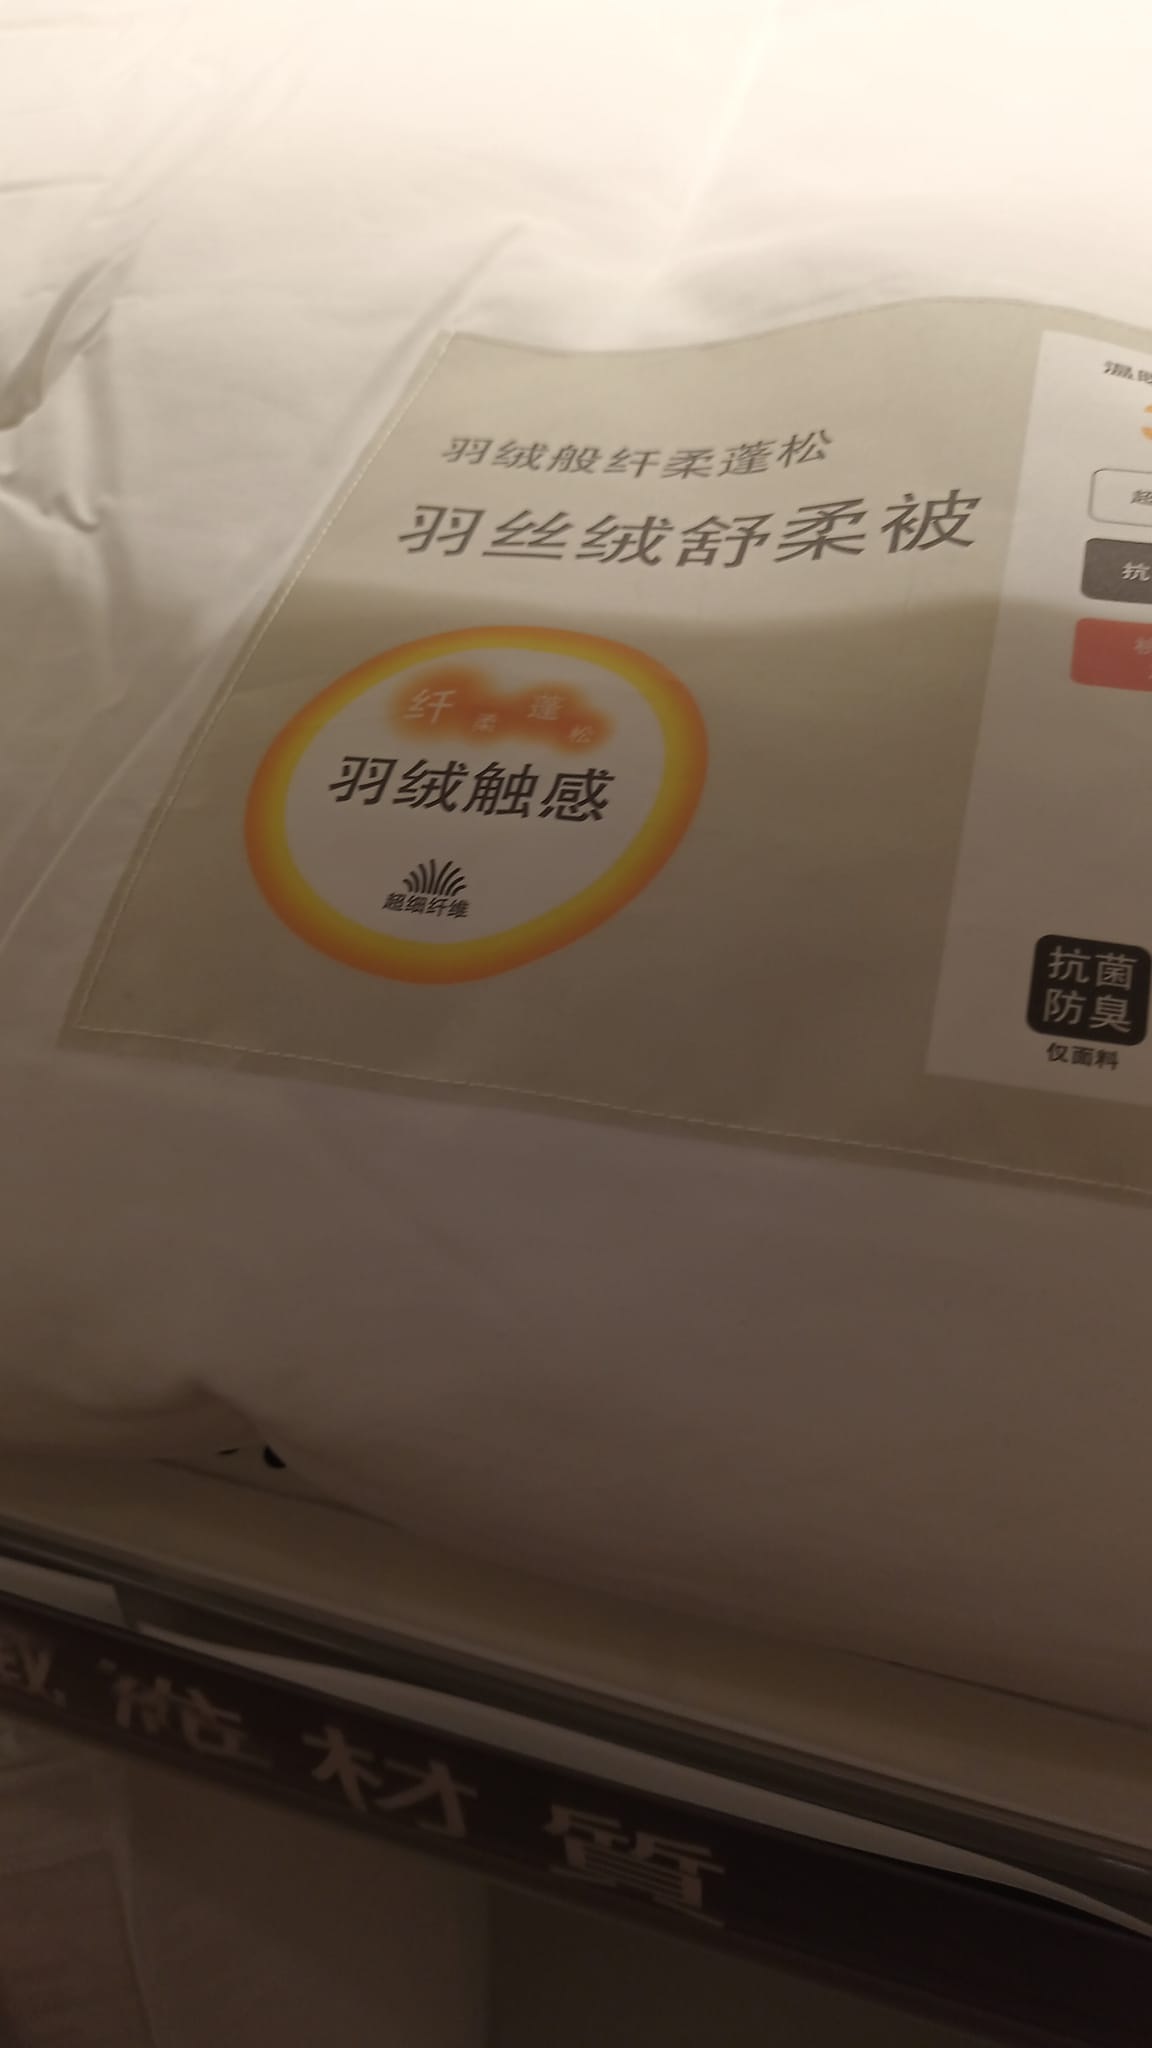 羽绒般纤柔蓬松
羽丝绒舒柔被
纤柔蓬松
羽绒触感
超细纤维
抗
抗菌
防臭
仅面料
材質